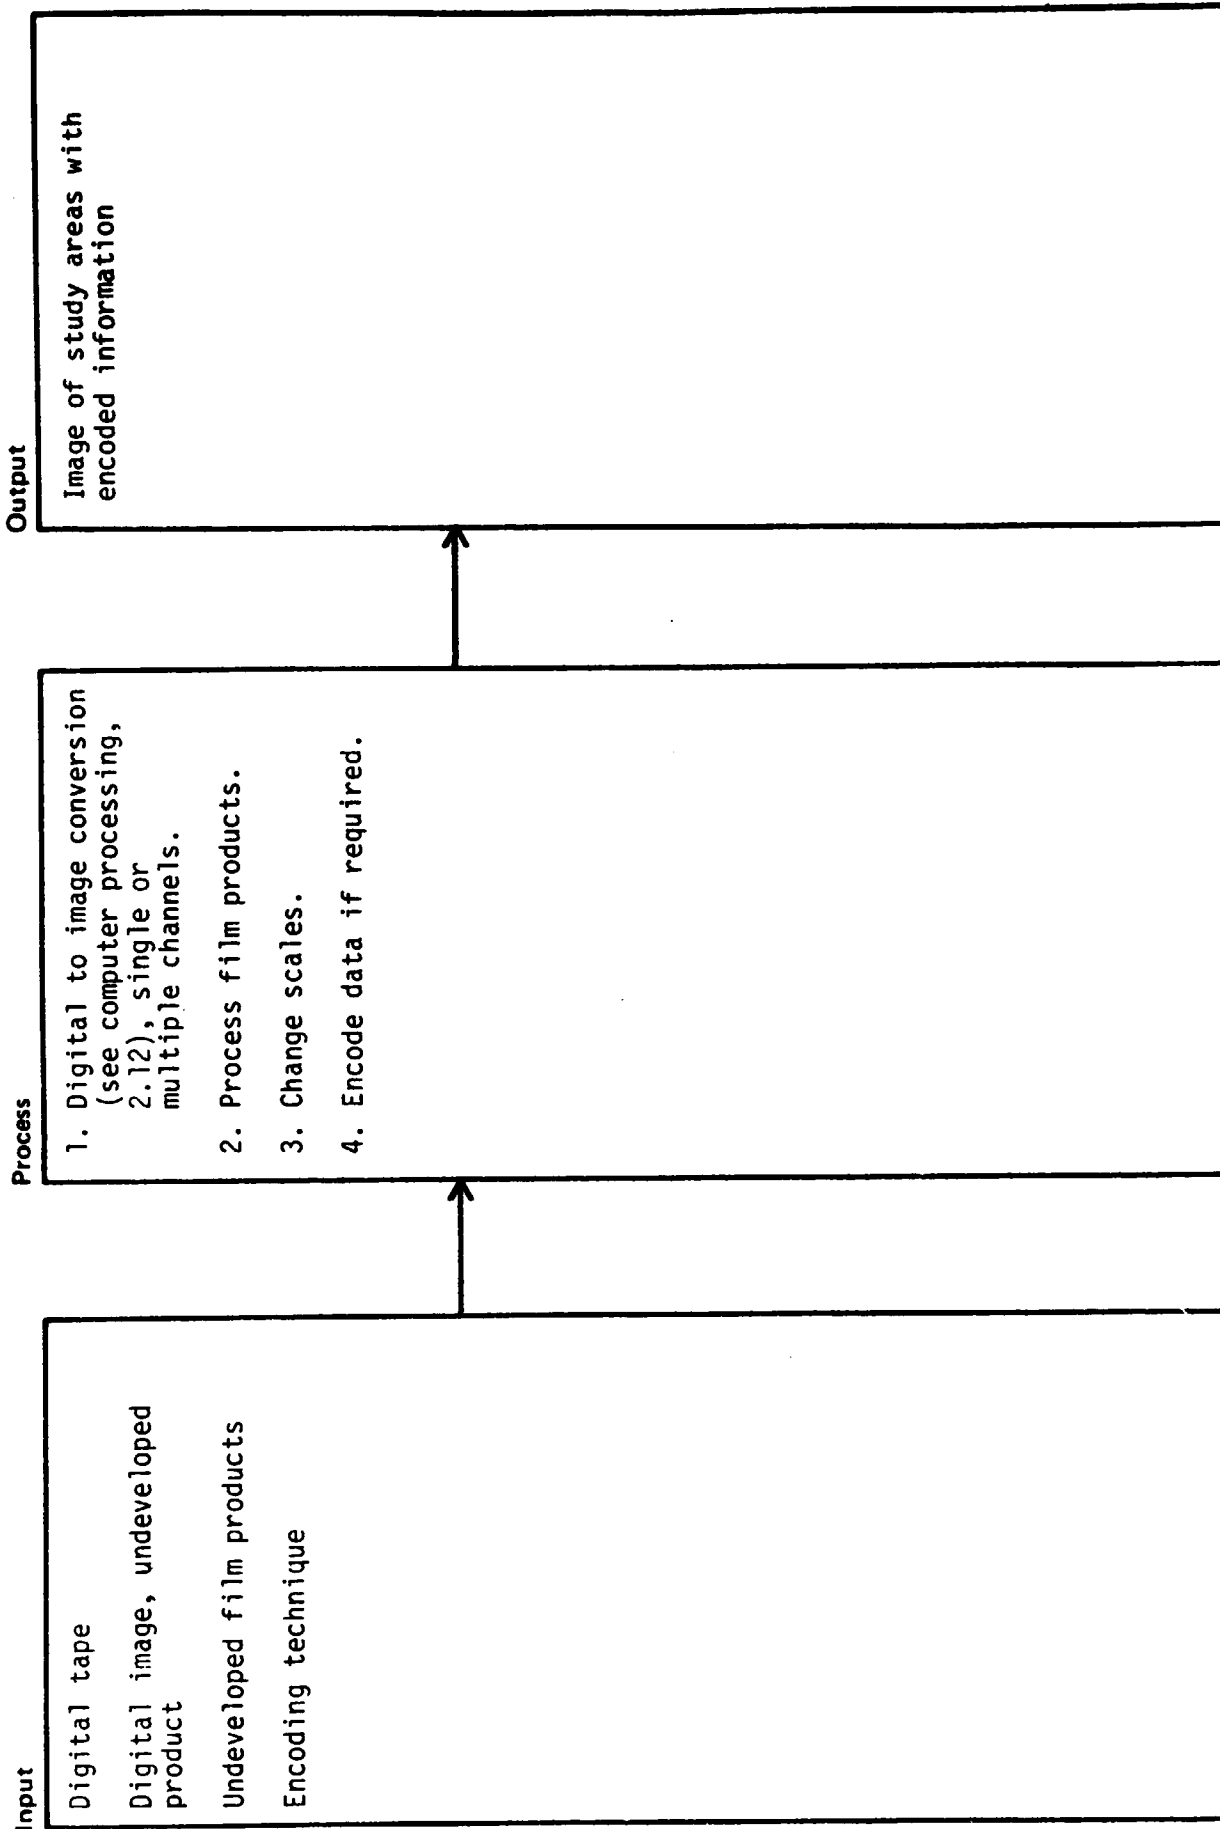 Input
Digital tape
Digital image, undeveloped
product
Undeveloped film products
Encoding technique
Process
1. Digital to image conversion
(see computer processing,
2.12), single or
multiple channels.
2. Process film products.
3. Change scales.
4. Encode data if required.
Output
Image of study areas with
encoded information